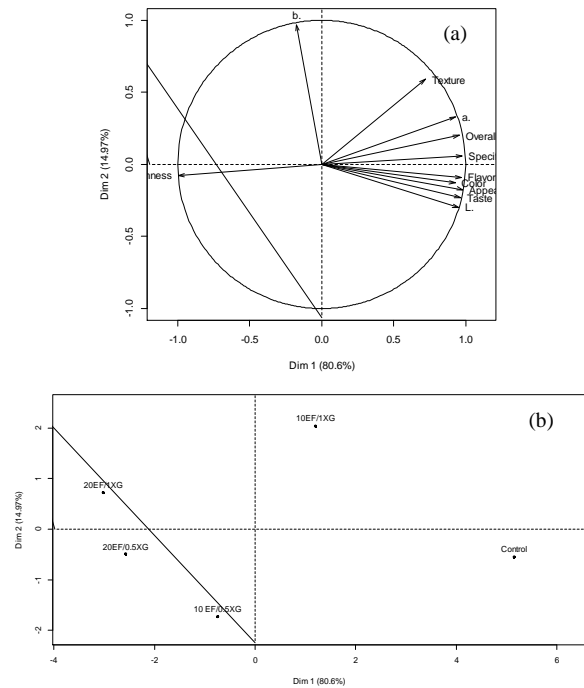 (a)
1.0
0.5
0.0
-0.5
-1.0
Dim 2 (14.97%)
b.
Texture
a.
Overal
Speci
Flavor
Color
Appea
Taste
L.
nness
-1.0 -0.5 0.0 0.5 1.0
Dim 1 (80.6%)
(b)
2
1
0
-1
-2
Dim 2 (14.97%)
10EF/1XG
20EF/1XG
20EF/0.5XG
Control
10 EF/0.5XG
-4 -2 0 2 4 6
Dim 1 (80.6%)